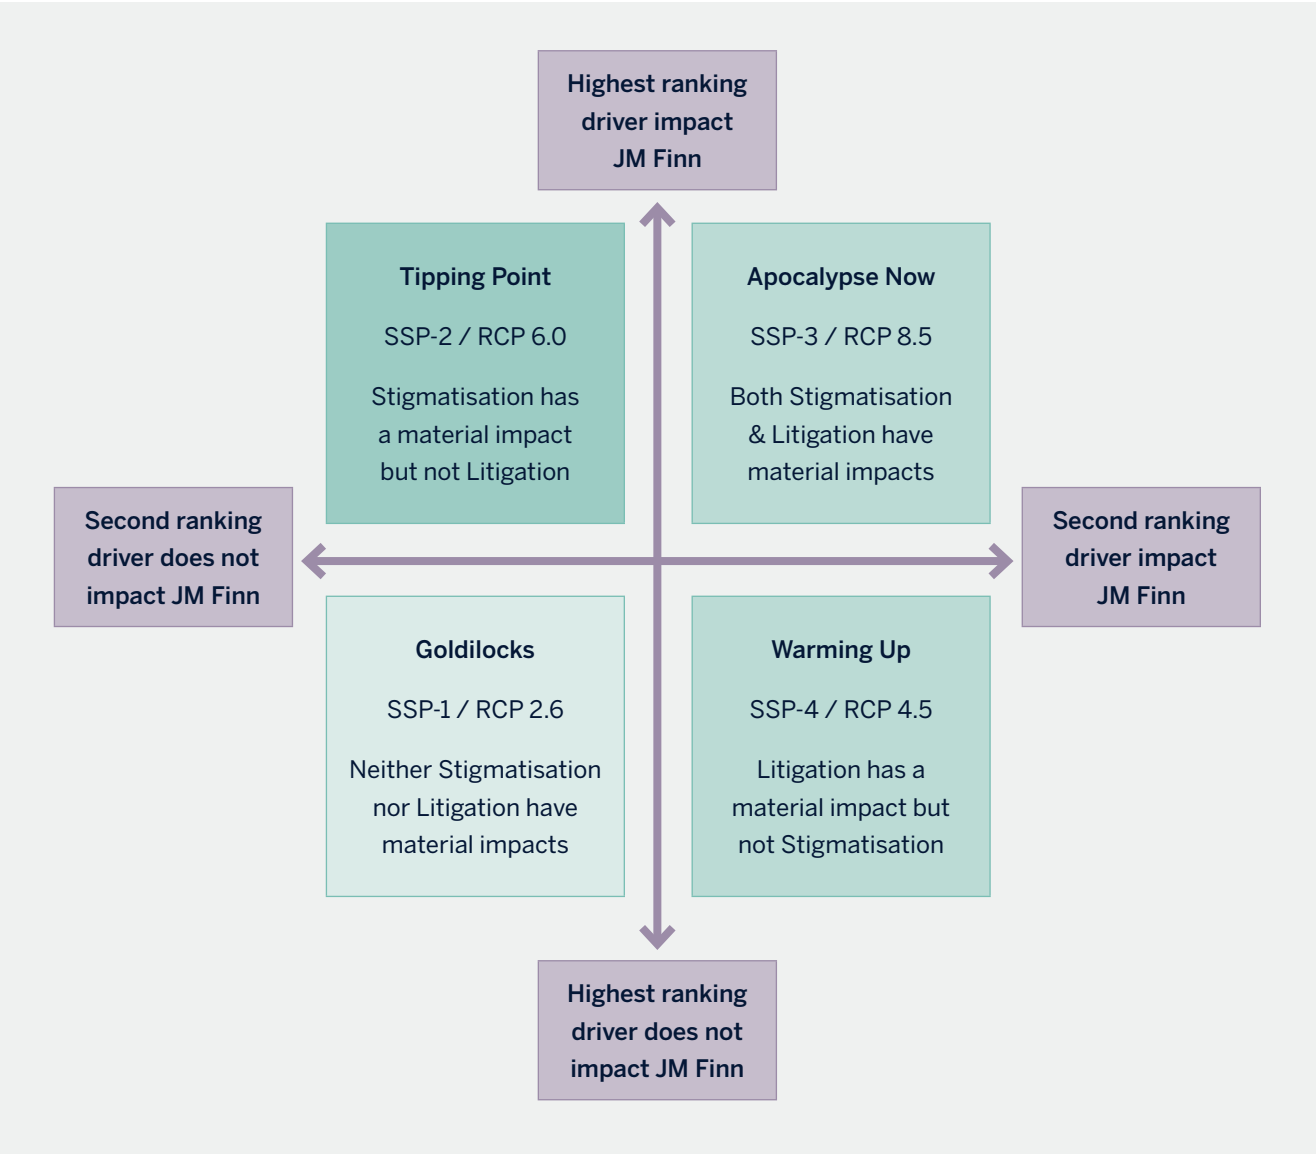 Highest ranking
driver impact
JM Finn
Tipping Point
SSP-2 / RCP 6.0
Stigmatisation has
a material impact
but not Litigation
Apocalypse Now
SSP-3 / RCP 8.5
Both Stigmatisation
& Litigation have
material impacts
Second ranking
driver does not
impact JM Finn
Second ranking
driver impact
JM Finn
Goldilocks
SSP-1 / RCP 2.6
Neither Stigmatisation
nor Litigation have
material impacts
Warming Up
SSP-4 / RCP 4.5
Litigation has a
material impact but
not Stigmatisation
Highest ranking
driver does not
impact JM Finn